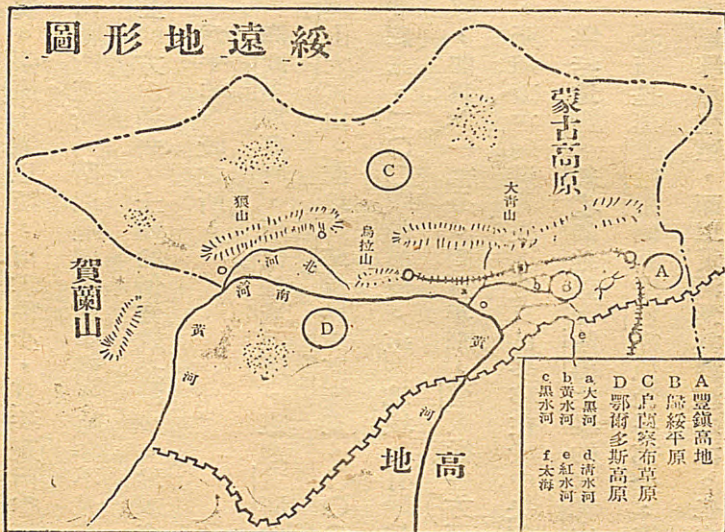 綏遠地形圖
蒙古高原
C
大青山
狼山
烏拉山
A
北河
賀蘭山
南河
b
a
c
D
黃河
黃河
e
高地
A 豐鎮高地
B 歸綏平原
C 烏蘭察布草原
D 鄂爾多斯高原
a 大黑河
b 黃水河
c 黑水河
d 清水河
e 紅水河
f 太海